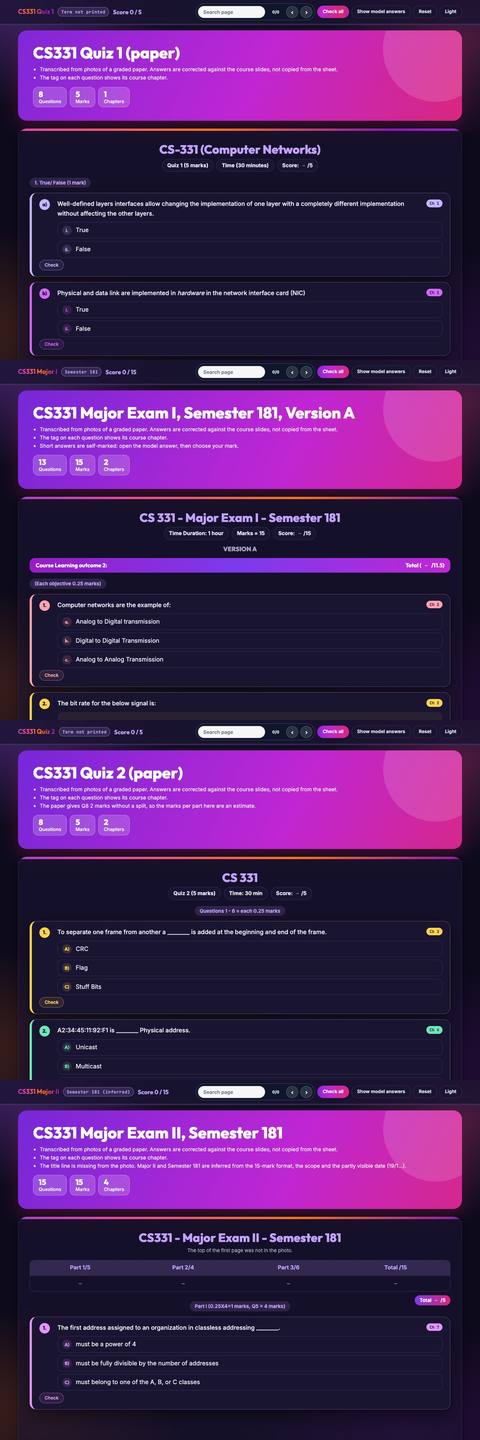 CS331 Quiz 1
Term not printed
Score 0 / 5
Search page
0/0
‹
›
Check all
Show model answers
Reset
Light
CS331 Quiz 1 (paper)
• Transcribed from photos of a graded paper. Answers are corrected against the course slides, not copied from the sheet.
• The tag on each question shows its course chapter.
8
Questions
5
Marks
1
Chapters
CS-331 (Computer Networks)
Quiz 1 (5 marks)
Time (30 minutes)
Score: – /5
1. True/ False (1 mark)
a)
Well-defined layers interfaces allow changing the implementation of one layer with a completely different implementation
without affecting the other layers.
Ch 1
i. True
ii. False
Check
b)
Physical and data link are implemented in hardware in the network interface card (NIC)
Ch 1
i. True
ii. False
Check
CS331 Major I
Semester 181
Score 0 / 15
Search page
0/0
‹
›
Check all
Show model answers
Reset
Light
CS331 Major Exam I, Semester 181, Version A
• Transcribed from photos of a graded paper. Answers are corrected against the course slides, not copied from the sheet.
• The tag on each question shows its course chapter.
• Short answers are self-marked: open the model answer, then choose your mark.
13
Questions
15
Marks
2
Chapters
CS 331 - Major Exam I - Semester 181
Time Duration: 1 hour
Marks = 15
Score: – /15
VERSION A
Course Learning outcome 2:
Total ( – /11.5)
(Each objective 0.25 marks)
1.
Computer networks are the example of:
Ch 2
a. Analog to Digital transmission
b. Digital to Digital Transmission
c. Analog to Analog Transmission
Check
2.
The bit rate for the below signal is:
Ch 2
CS331 Quiz 2
Term not printed
Score 0 / 5
Search page
0/0
‹
›
Check all
Show model answers
Reset
Light
CS331 Quiz 2 (paper)
• Transcribed from photos of a graded paper. Answers are corrected against the course slides, not copied from the sheet.
• The tag on each question shows its course chapter.
• The paper gives Q8 2 marks without a split, so the marks per part here are an estimate.
8
Questions
5
Marks
2
Chapters
CS 331
Quiz 2 (5 marks)
Time: 30 min
Score: – /5
Questions 1 - 6 = each 0.25 marks
1.
To separate one frame from another a ______ is added at the beginning and end of the frame.
Ch 3
A) CRC
B) Flag
C) Stuff Bits
Check
2.
A2:34:45:11:92:F1 is ______ Physical address.
Ch 4
A) Unicast
B) Multicast
CS331 Major II
Semester 181 (inferred)
Score 0 / 15
Search page
0/0
‹
›
Check all
Show model answers
Reset
Light
CS331 Major Exam II, Semester 181
• Transcribed from photos of a graded paper. Answers are corrected against the course slides, not copied from the sheet.
• The tag on each question shows its course chapter.
• The title line is missing from the photo. Major II and Semester 181 are inferred from the 15-mark format, the scope and the partly visible date (19/1…).
15
Questions
15
Marks
4
Chapters
CS331 - Major Exam II - Semester 181
The top of the first page was not in the photo.
Part 1/5
Part 2/4
Part 3/6
Total /15
–
–
–
–
Total – /5
Part I (0.25X4=1 marks, Q5 = 4 marks)
1.
The first address assigned to an organization in classless addressing ______.
Ch 7
A) must be a power of 4
B) must be fully divisible by the number of addresses
C) must belong to one of the A, B, or C classes
Check